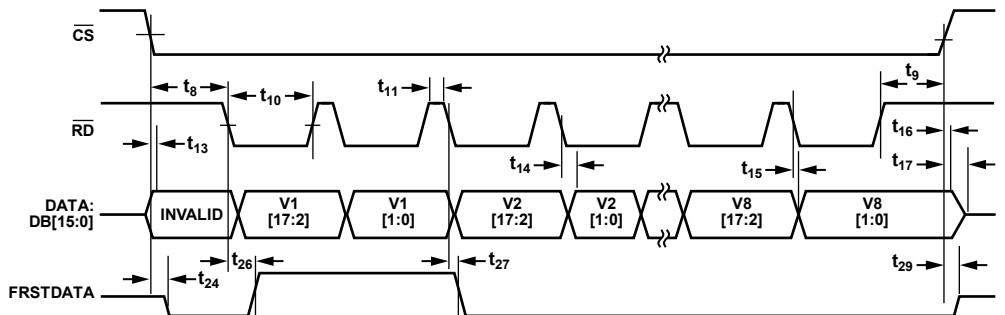 CS
t8
t10
t11
t9
RD
t13
t14
t15
t16
t17
DATA:
DB[15:0]
INVALID
V1
[17:2]
V1
[1:0]
V2
[17:2]
V2
[1:0]
V8
[17:2]
V8
[1:0]
t24
t26
t27
t29
FRSTDATA